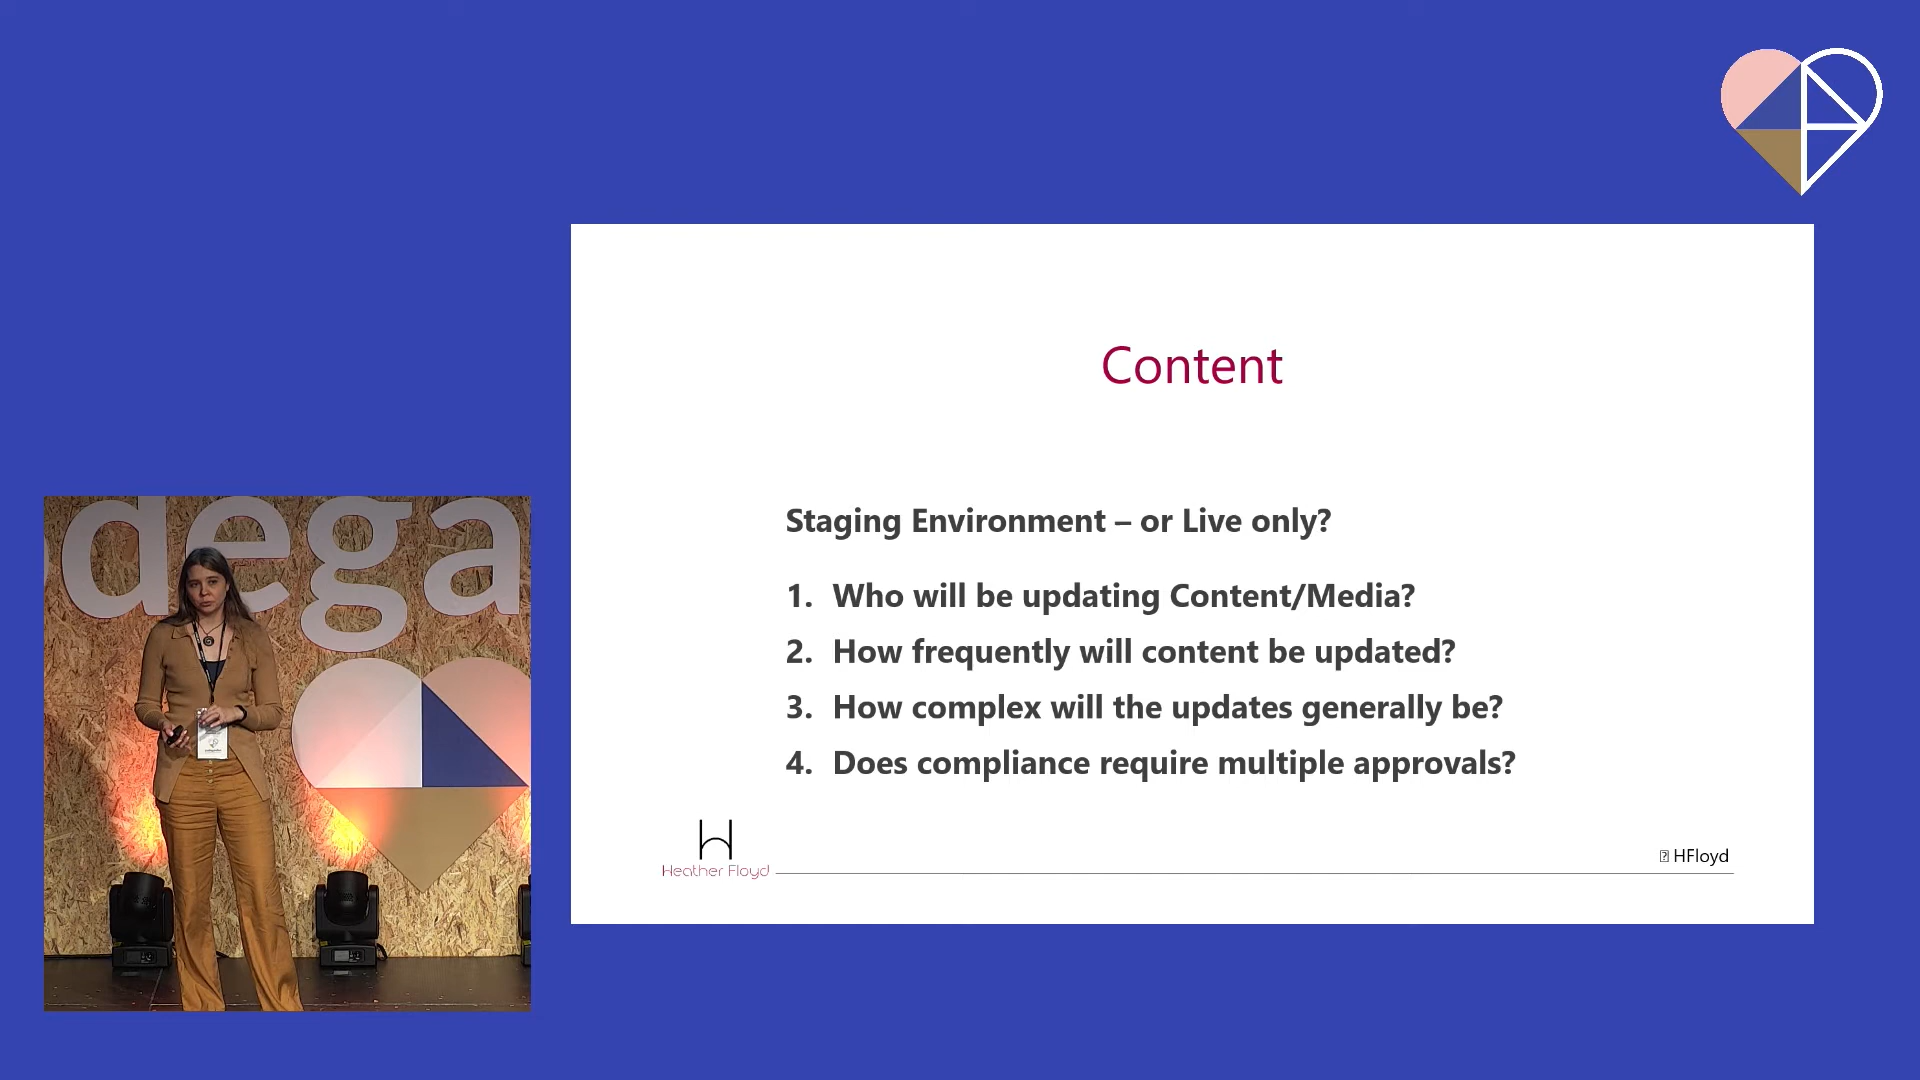 Content
Staging Environment – or Live only?
1. Who will be updating Content/Media?
2. How frequently will content be updated?
3. How complex will the updates generally be?
4. Does compliance require multiple approvals?
H
Heather Floyd
HFloyd
dega